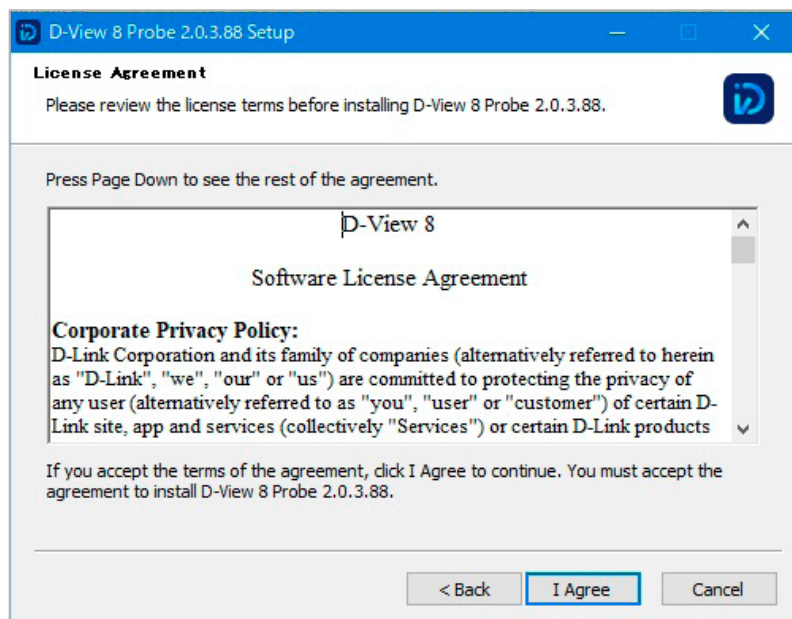 D-View 8 Probe 2.0.3.88 Setup
License Agreement
Please review the license terms before installing D-View 8 Probe 2.0.3.88.
Press Page Down to see the rest of the agreement.
D-View 8
Software License Agreement
Corporate Privacy Policy:
D-Link Corporation and its family of companies (alternatively referred to herein
as "D-Link", "we", "our" or "us") are committed to protecting the privacy of
any user (alternatively referred to as "you", "user" or "customer") of certain D-
Link site, app and services (collectively "Services") or certain D-Link products
If you accept the terms of the agreement, click I Agree to continue. You must accept the
agreement to install D-View 8 Probe 2.0.3.88.
< Back I Agree Cancel